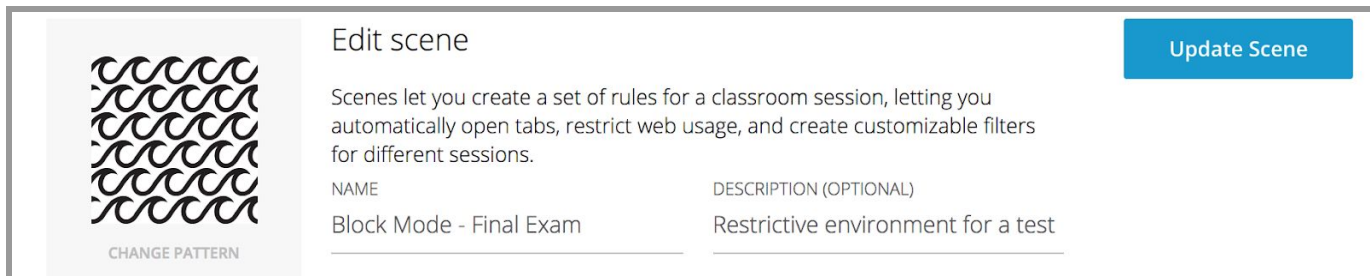 Edit scene
Update Scene
Scenes let you create a set of rules for a classroom session, letting you
automatically open tabs, restrict web usage, and create customizable filters
for different sessions.
NAME
DESCRIPTION (OPTIONAL)
Block Mode - Final Exam
Restrictive environment for a test
CHANGE PATTERN